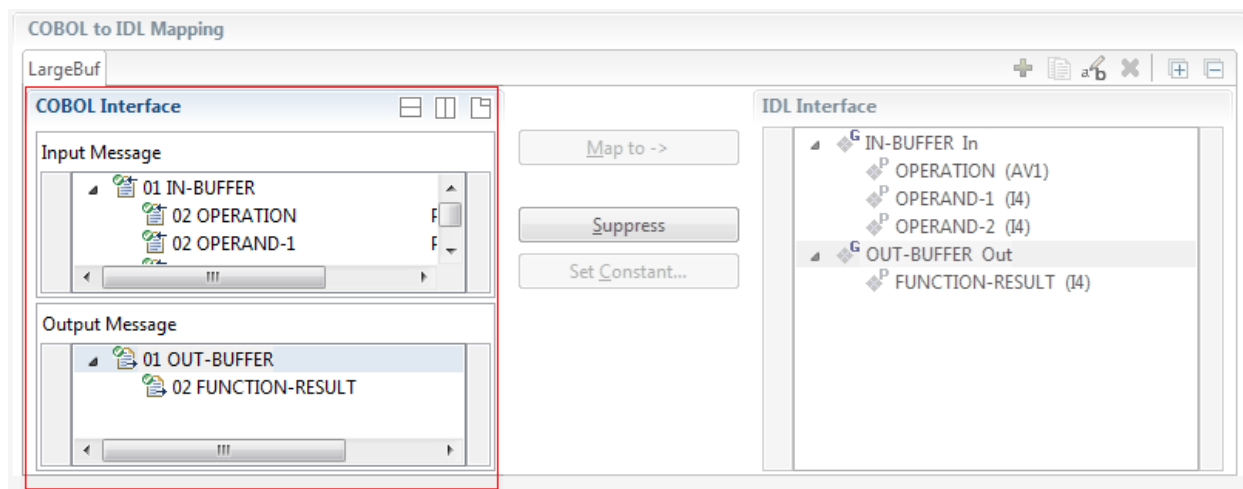 COBOL to IDL Mapping
LargeBuf
COBOL Interface
Input Message
01 IN-BUFFER
02 OPERATION
02 OPERAND-1
Output Message
01 OUT-BUFFER
02 FUNCTION-RESULT
Map to ->
Suppress
Set Constant...
IDL Interface
IN-BUFFER In
OPERATION (AV1)
OPERAND-1 (I4)
OPERAND-2 (I4)
OUT-BUFFER Out
FUNCTION-RESULT (I4)